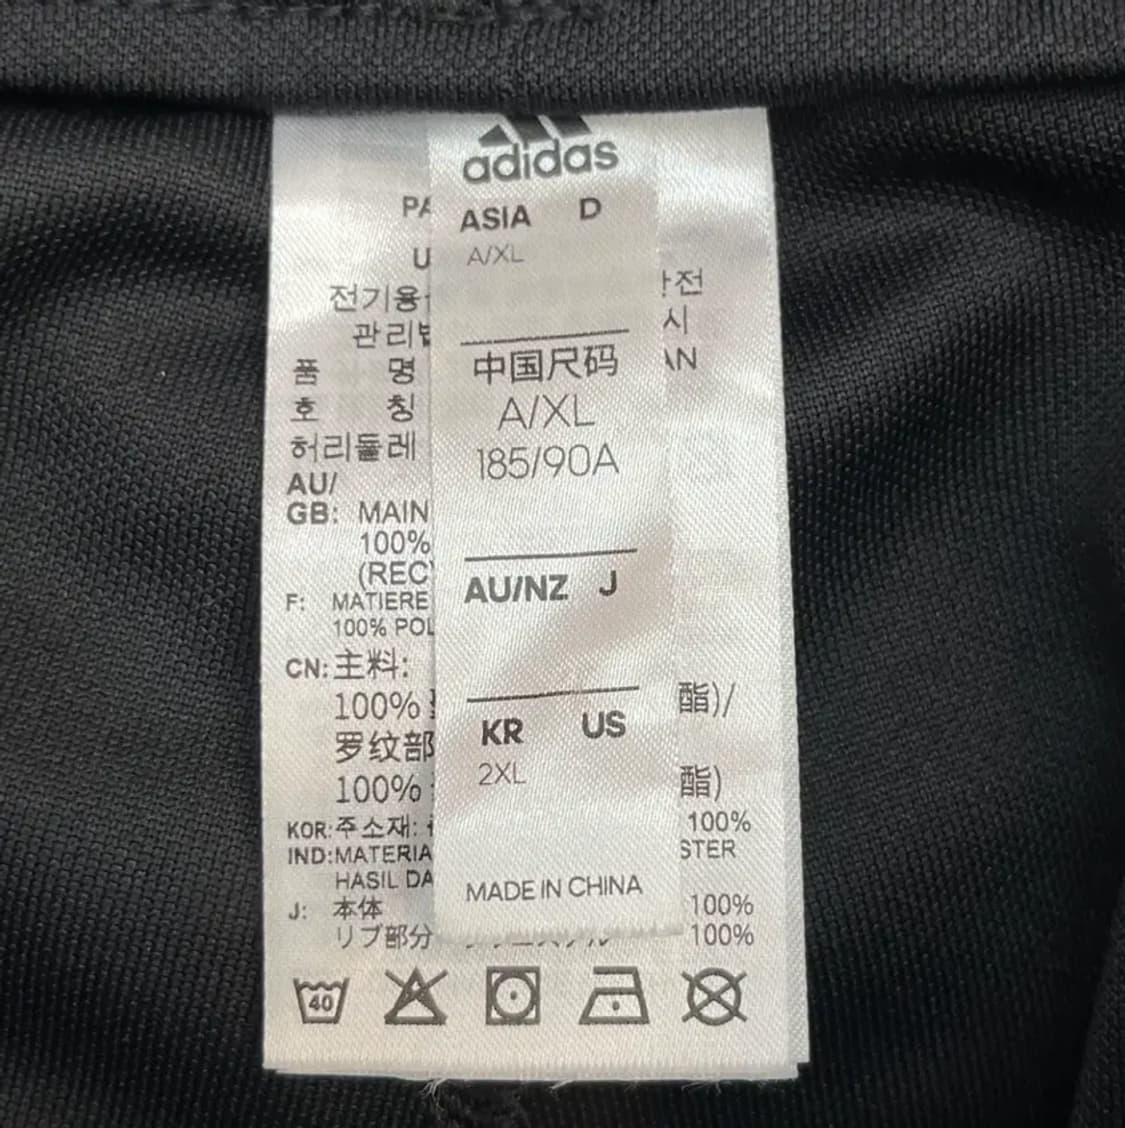 adidas
ASIA D
A/XL
中国尺码
A/XL
185/90A
AU/NZ J
KR US
2XL
MADE IN CHINA
전기용
관리
품 명
호 칭
허리둘레
AU/
GB: MAIN
100%
(REC
F: MATIERE
100% POL
CN: 主料:
100%
罗纹部
100%
KOR: 주소재:
IND: MATERIA
HASIL DA
J: 本体
リブ部分
전
시
AN
酯)/
酯)
100%
STER
100%
100%
40